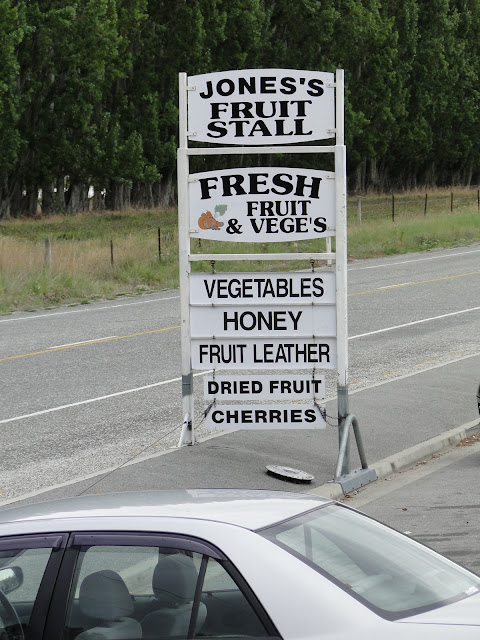 JONES'S
FRUIT
STALL
FRESH
FRUIT
& VEGE'S
VEGETABLES
HONEY
FRUIT LEATHER
DRIED FRUIT
CHERRIES